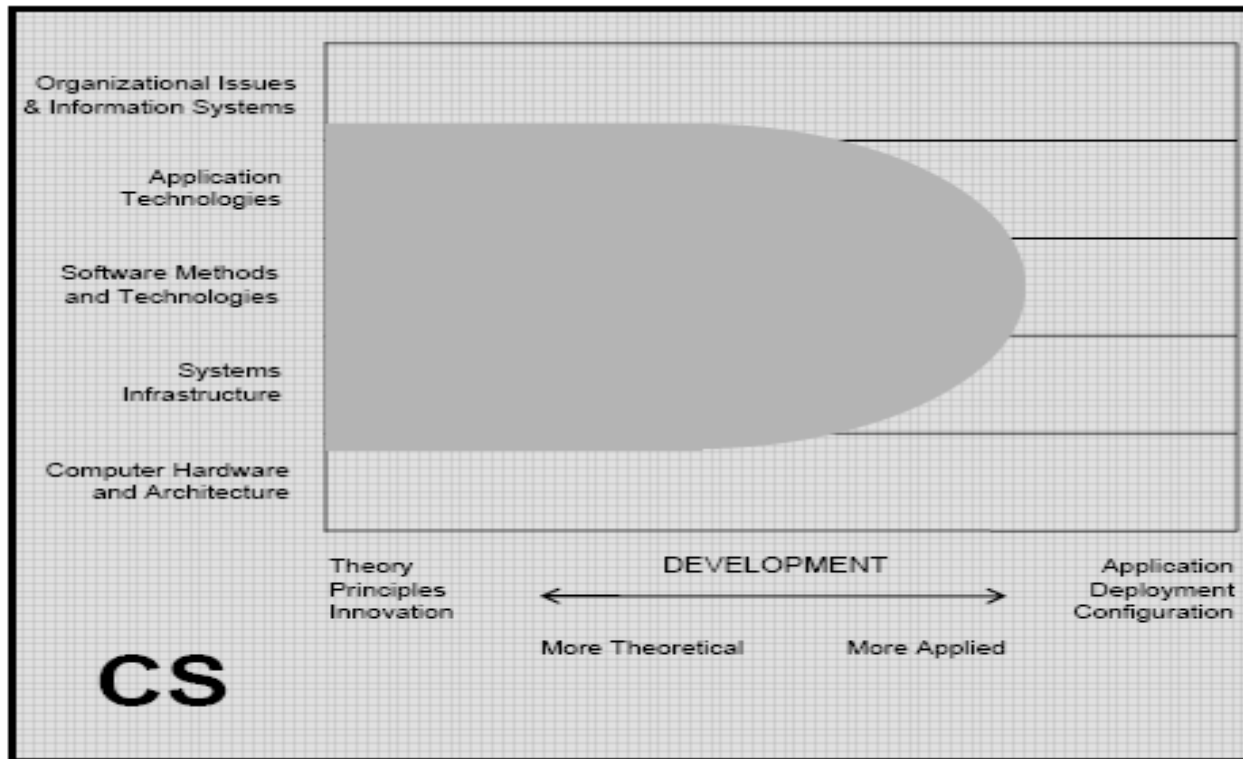 Organizational Issues
& Information Systems
Application
Technologies
Software Methods
and Technologies
Systems
Infrastructure
Computer Hardware
and Architecture
Theory
Principles
Innovation
DEVELOPMENT
More Theoretical
More Applied
Application
Deployment
Configuration
CS